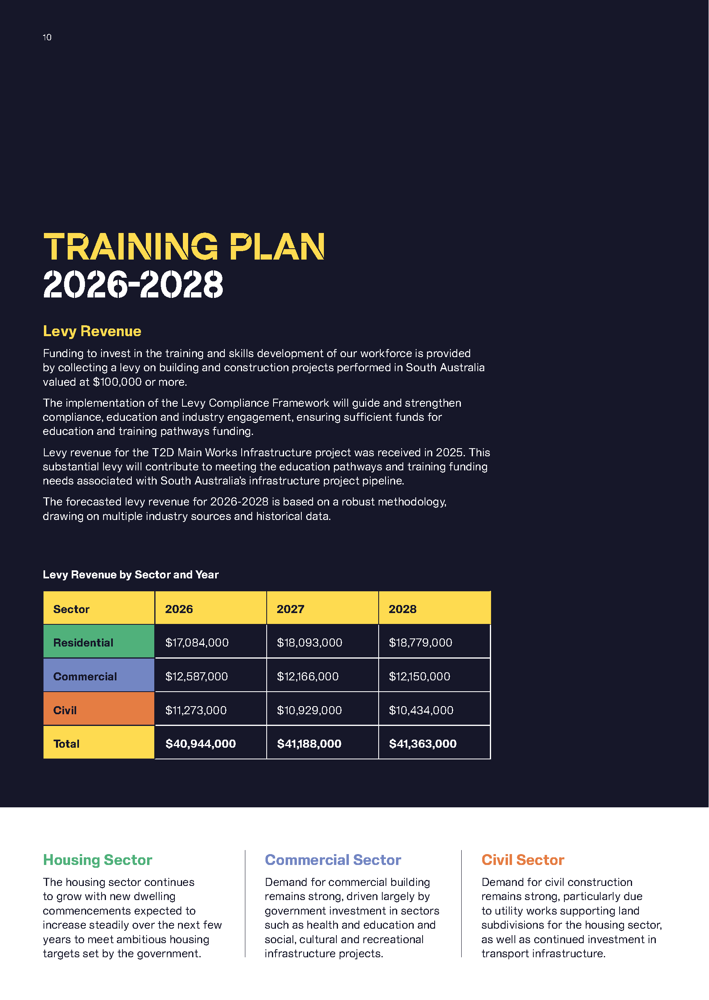 10
TRAINING PLAN
2026-2028
Levy Revenue
Funding to invest in the training and skills development of our workforce is provided
by collecting a levy on building and construction projects performed in South Australia
valued at $100,000 or more.
The implementation of the Levy Compliance Framework will guide and strengthen
compliance, education and industry engagement, ensuring sufficient funds for
education and training pathways funding.
Levy revenue for the T2D Main Works Infrastructure project was received in 2025. This
substantial levy will contribute to meeting the education pathways and training funding
needs associated with South Australia’s infrastructure project pipeline.
The forecasted levy revenue for 2026-2028 is based on a robust methodology,
drawing on multiple industry sources and historical data.
Levy Revenue by Sector and Year
Sector 2026 2027 2028
Residential $17,084,000 $18,093,000 $18,779,000
Commercial $12,587,000 $12,166,000 $12,150,000
Civil $11,273,000 $10,929,000 $10,434,000
Total $40,944,000 $41,188,000 $41,363,000
Housing Sector
The housing sector continues
to grow with new dwelling
commencements expected to
increase steadily over the next few
years to meet ambitious housing
targets set by the government.
Commercial Sector
Demand for commercial building
remains strong, driven largely by
government investment in sectors
such as health and education and
social, cultural and recreational
infrastructure projects.
Civil Sector
Demand for civil construction
remains strong, particularly due
to utility works supporting land
subdivisions for the housing sector,
as well as continued investment in
transport infrastructure.